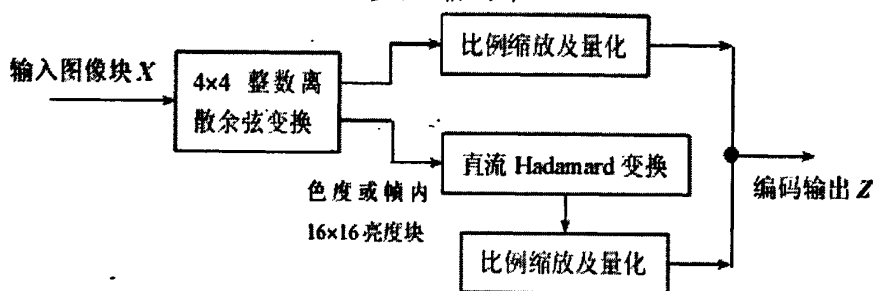 比例缩放及量化
输入图像块 X
4×4 整数离
散余弦变换
直流 Hadamard 变换
编码输出 Z
色度或帧内
16×16亮度块
比例缩放及量化